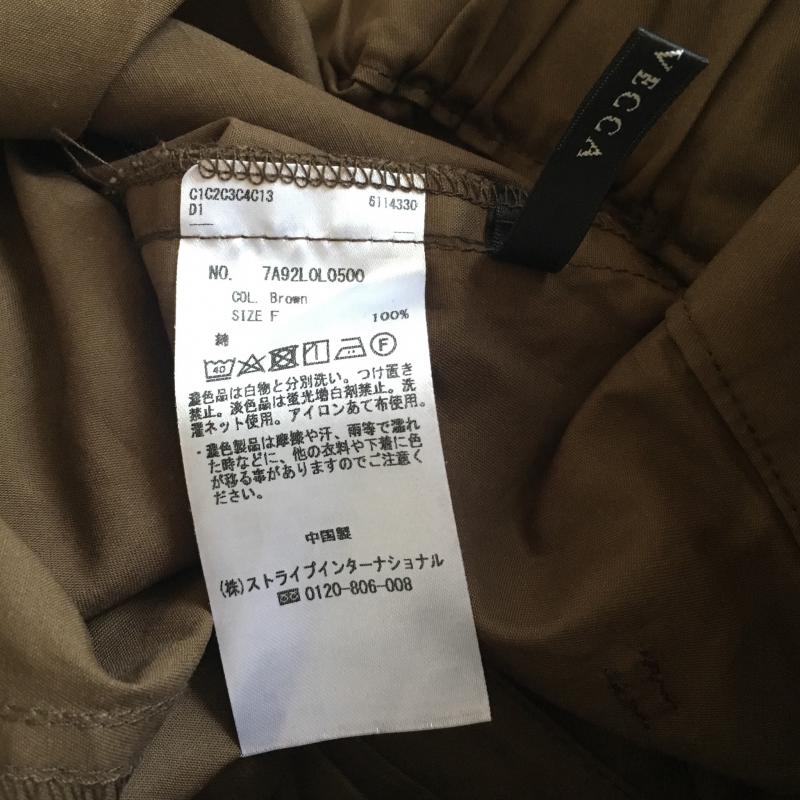 VECCA
C1C2C3C4C13 6114330
D1
NO. 7A92L0L0500
COL. Brown
SIZE F
綿 100%
40 F
濃色品は白物と分別洗い。つけ置き
禁止。淡色品は蛍光増白剤禁止。洗
濯ネット使用。アイロンあて布使用。
・濃色製品は摩擦や汗、雨等で濡れ
た時などに、他の衣料や下着に色
が移る事がありますのでご注意く
ださい。
中国製
(株)ストライプインターナショナル
0120-806-008